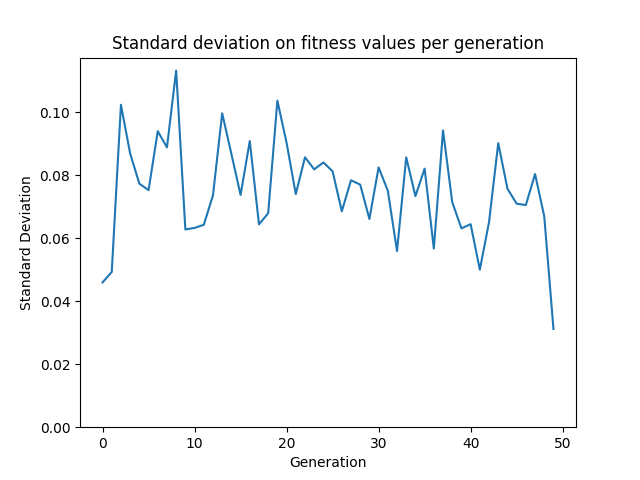 Standard deviation on fitness values per generation
0.10
0.08
0.06
0.04
0.02
0.00
Standard Deviation
0 10 20 30 40 50
Generation